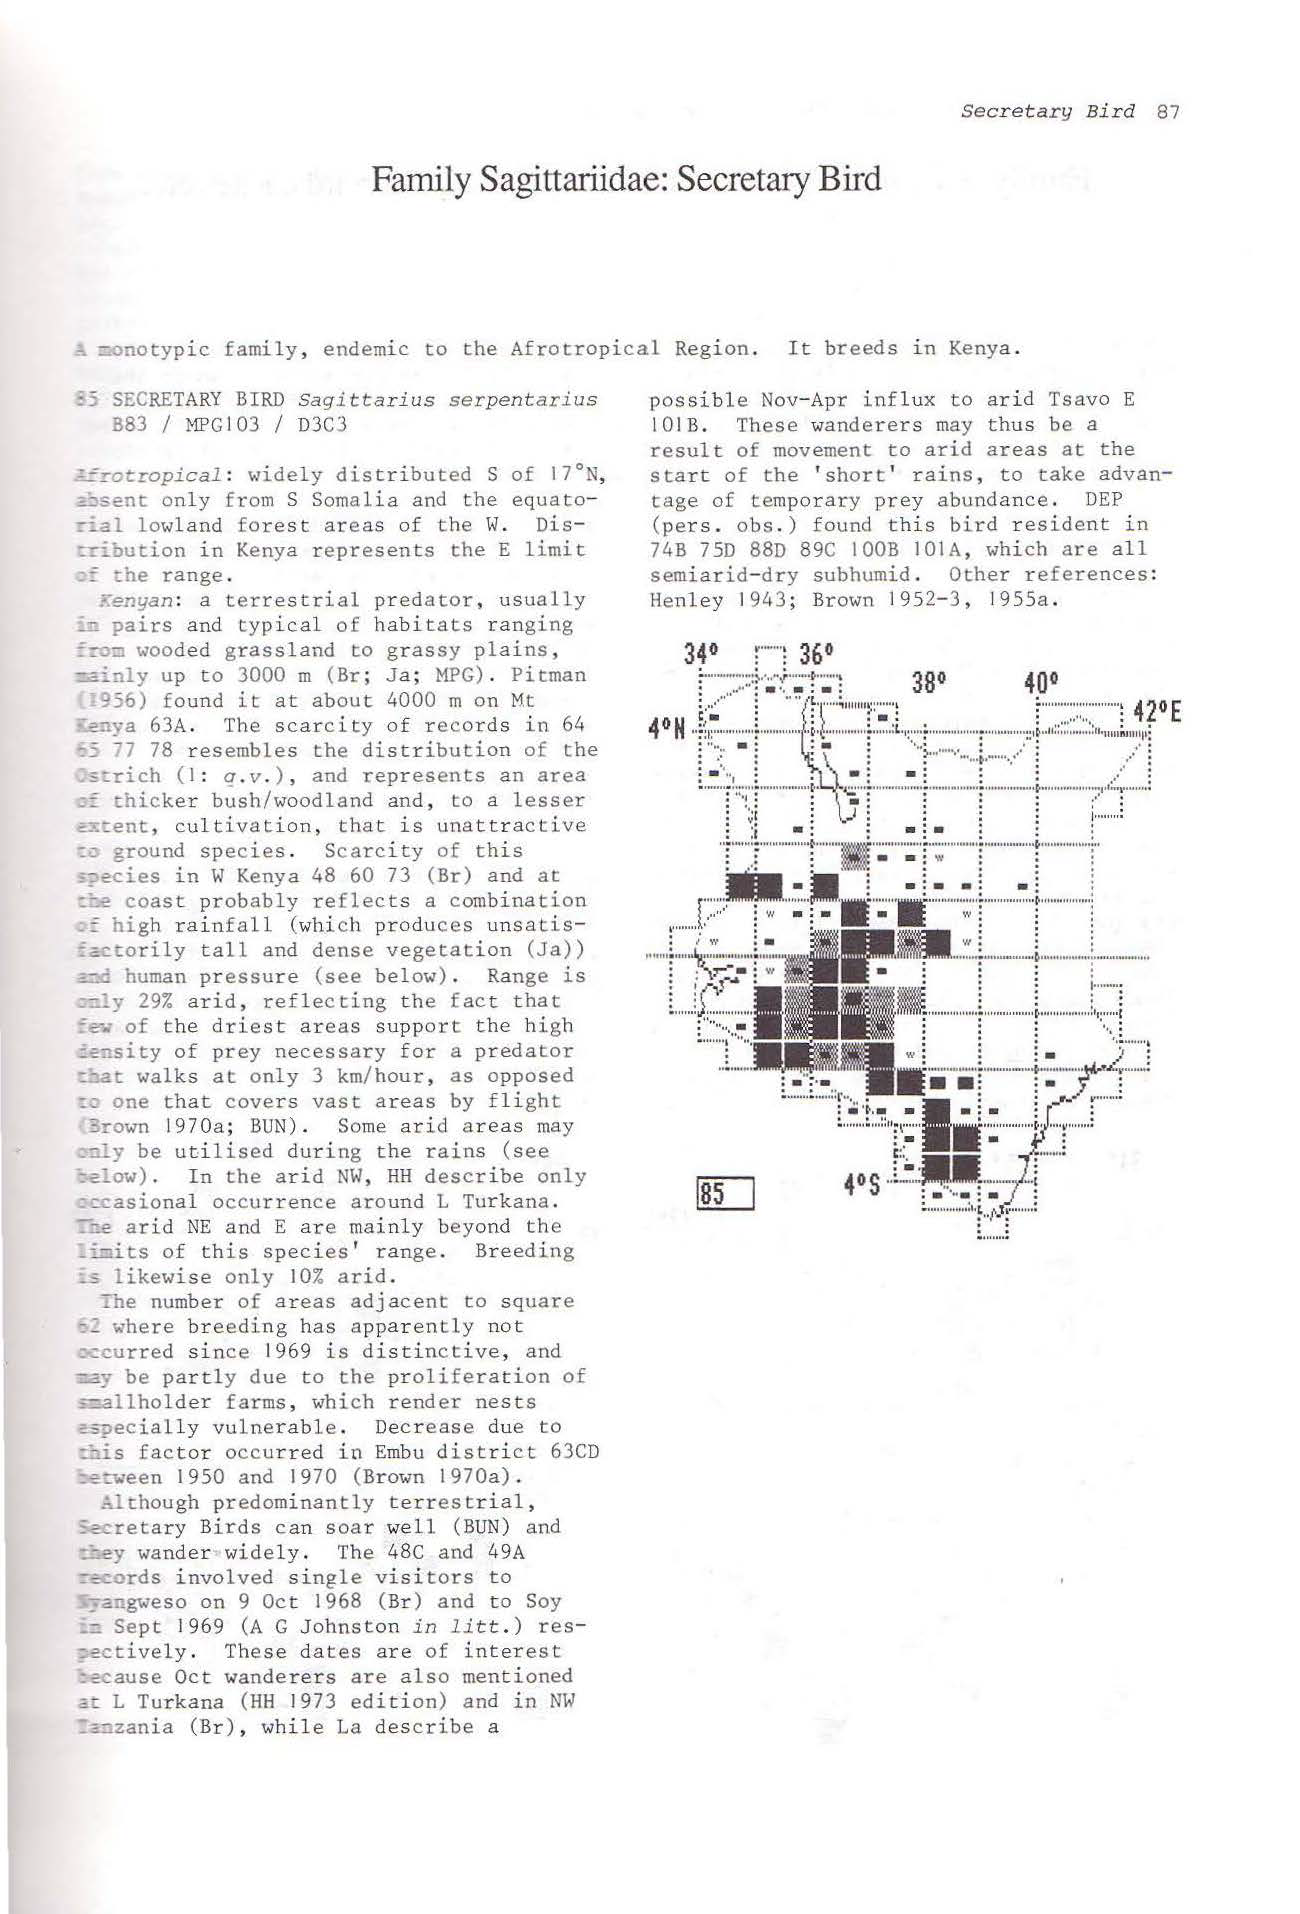 Secretary Bird 87
Family Sagittariidae: Secretary Bird
A monotypic family, endemic to the Afrotropical Region. It breeds in Kenya.
85 SECRETARY BIRD Sagittarius serpentarius
B83 / MPG103 / D3C3
Afrotropical: widely distributed S of 17°N,
absent only from S Somalia and the equato-
rial lowland forest areas of the W. Dis-
tribution in Kenya represents the E limit
of the range.
Kenyan: a terrestrial predator, usually
in pairs and typical of habitats ranging
from wooded grassland to grassy plains,
mainly up to 3000 m (Br; Ja; MPG). Pitman
(1956) found it at about 4000 m on Mt
Kenya 63A. The scarcity of records in 64
65 77 78 resembles the distribution of the
Ostrich (1: q.v.), and represents an area
of thicker bush/woodland and, to a lesser
extent, cultivation, that is unattractive
to ground species. Scarcity of this
species in W Kenya 48 60 73 (Br) and at
the coast probably reflects a combination
of high rainfall (which produces unsatis-
factorily tall and dense vegetation (Ja))
and human pressure (see below). Range is
only 29% arid, reflecting the fact that
few of the driest areas support the high
density of prey necessary for a predator
that walks at only 3 km/hour, as opposed
to one that covers vast areas by flight
(Brown 1970a; BUN). Some arid areas may
only be utilised during the rains (see
below). In the arid NW, HH describe only
occasional occurrence around L Turkana.
The arid NE and E are mainly beyond the
limits of this species' range. Breeding
is likewise only 10% arid.
The number of areas adjacent to square
62 where breeding has apparently not
occurred since 1969 is distinctive, and
may be partly due to the proliferation of
smallholder farms, which render nests
especially vulnerable. Decrease due to
this factor occurred in Embu district 63CD
between 1950 and 1970 (Brown 1970a).
Although predominantly terrestrial,
Secretary Birds can soar well (BUN) and
they wander widely. The 48C and 49A
records involved single visitors to
Nyangweso on 9 Oct 1968 (Br) and to Soy
in Sept 1969 (A G Johnston in litt.) res-
pectively. These dates are of interest
because Oct wanderers are also mentioned
at L Turkana (HH 1973 edition) and in NW
Tanzania (Br), while La describe a
possible Nov-Apr influx to arid Tsavo E
101B. These wanderers may thus be a
result of movement to arid areas at the
start of the 'short' rains, to take advan-
tage of temporary prey abundance. DEP
(pers. obs.) found this bird resident in
74B 75D 88D 89C 100B 101A, which are all
semiarid-dry subhumid. Other references:
Henley 1943; Brown 1952-3, 1955a.
34° 36°
38° 40°
4°N 42°E
W
W W
W W
W
W
85 4°S